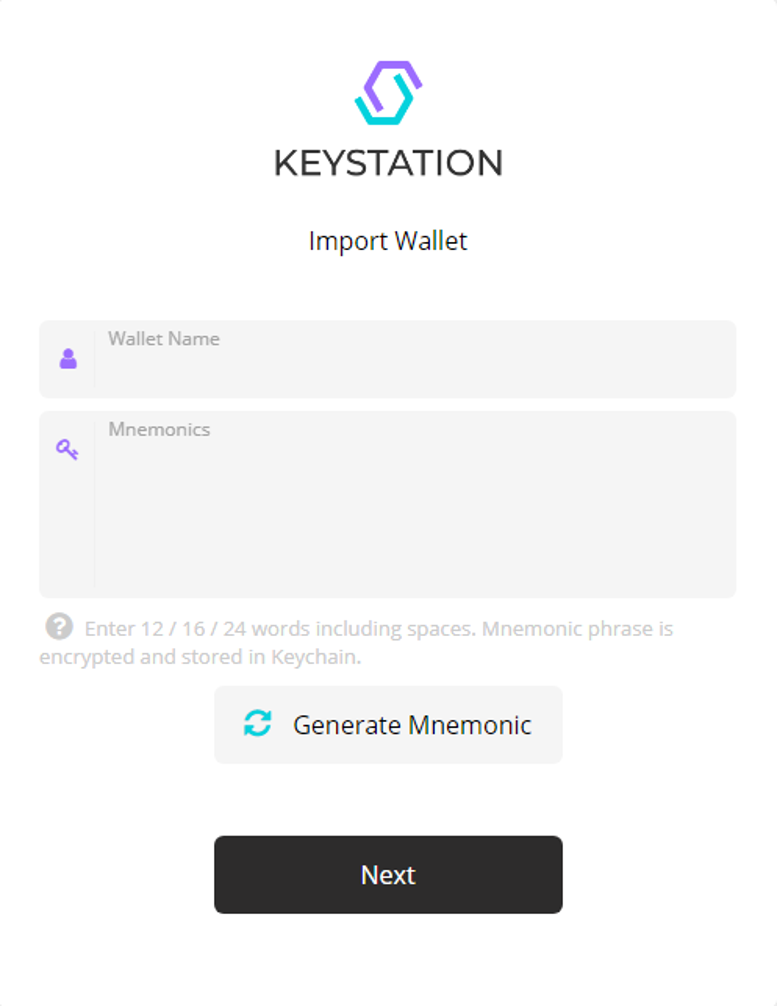 KEYSTATION
Import Wallet
Wallet Name
Mnemonics
Enter 12 / 16 / 24 words including spaces. Mnemonic phrase is
encrypted and stored in Keychain.
Generate Mnemonic
Next